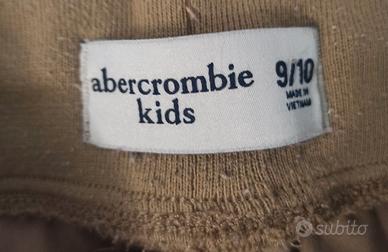 abercrombie
kids
9/10
MADE IN
VIETNAM
subito